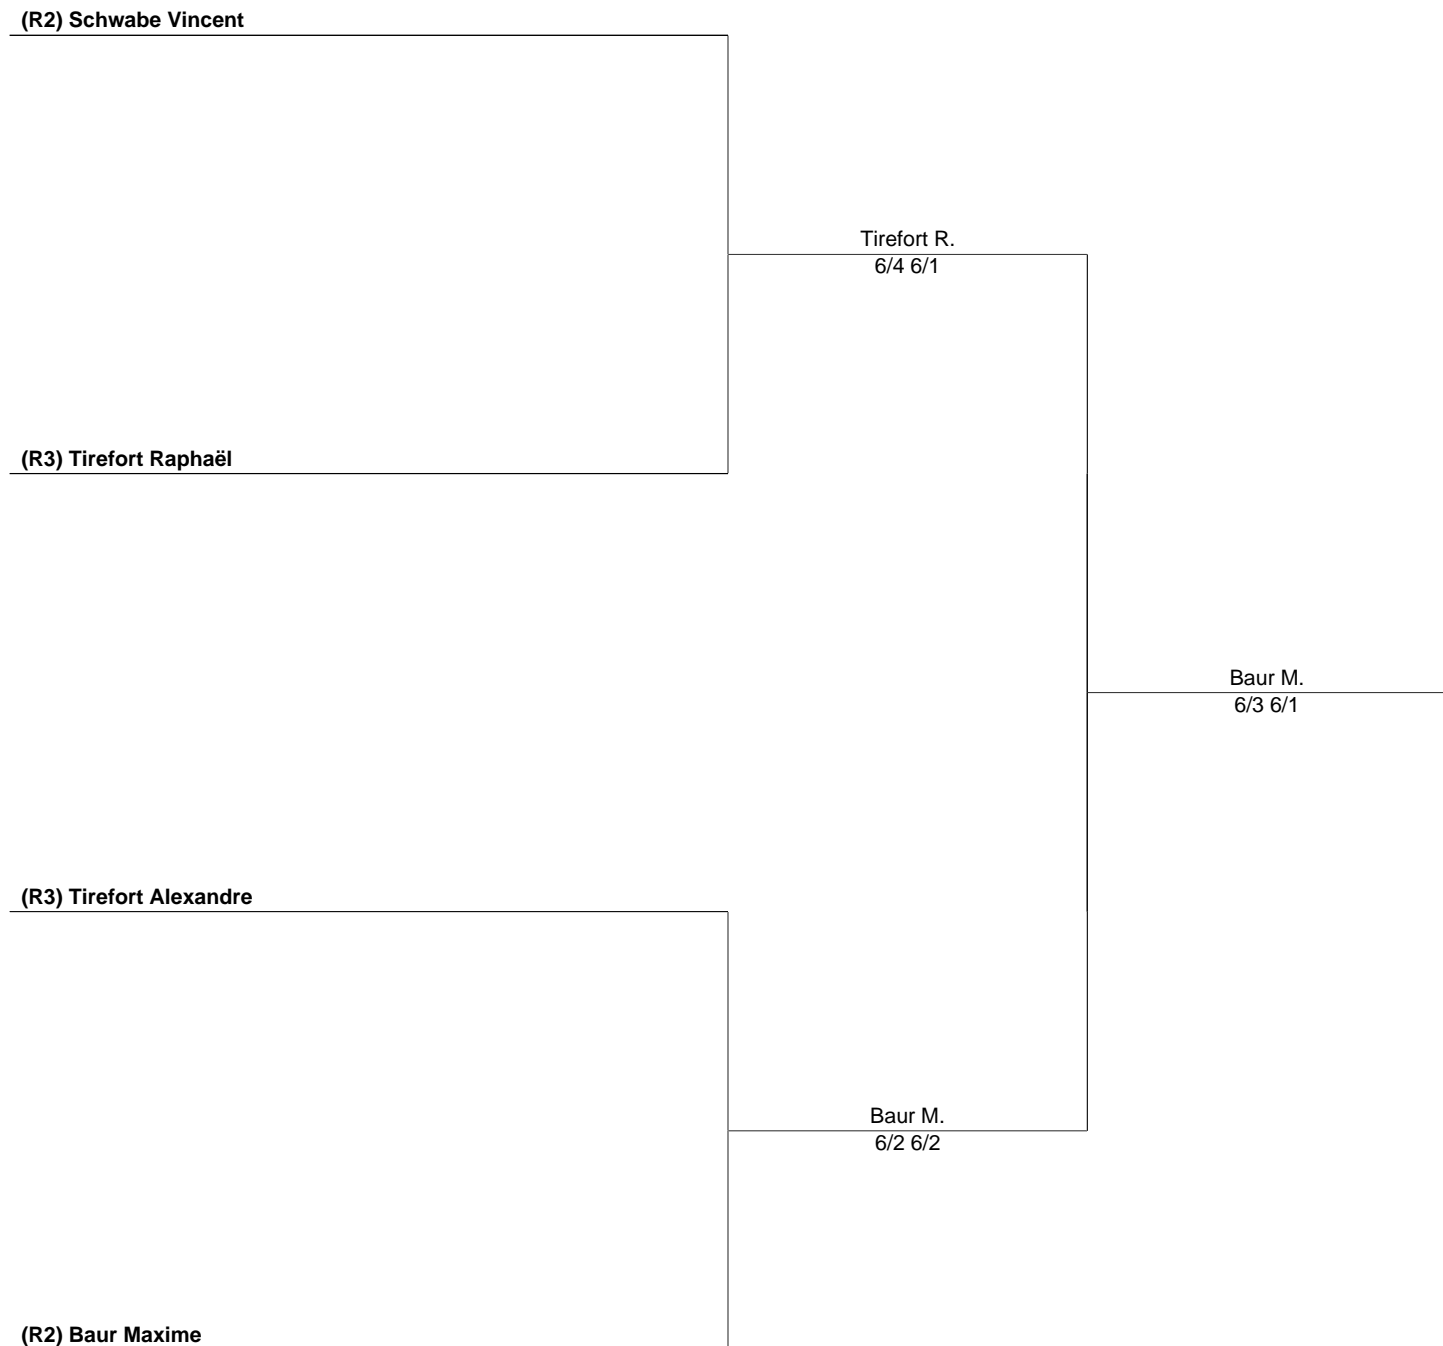 (R2) Schwabe Vincent
Tirefort R.
6/4 6/1
(R3) Tirefort Raphaël
Baur M.
6/3 6/1
(R3) Tirefort Alexandre
Baur M.
6/2 6/2
(R2) Baur Maxime